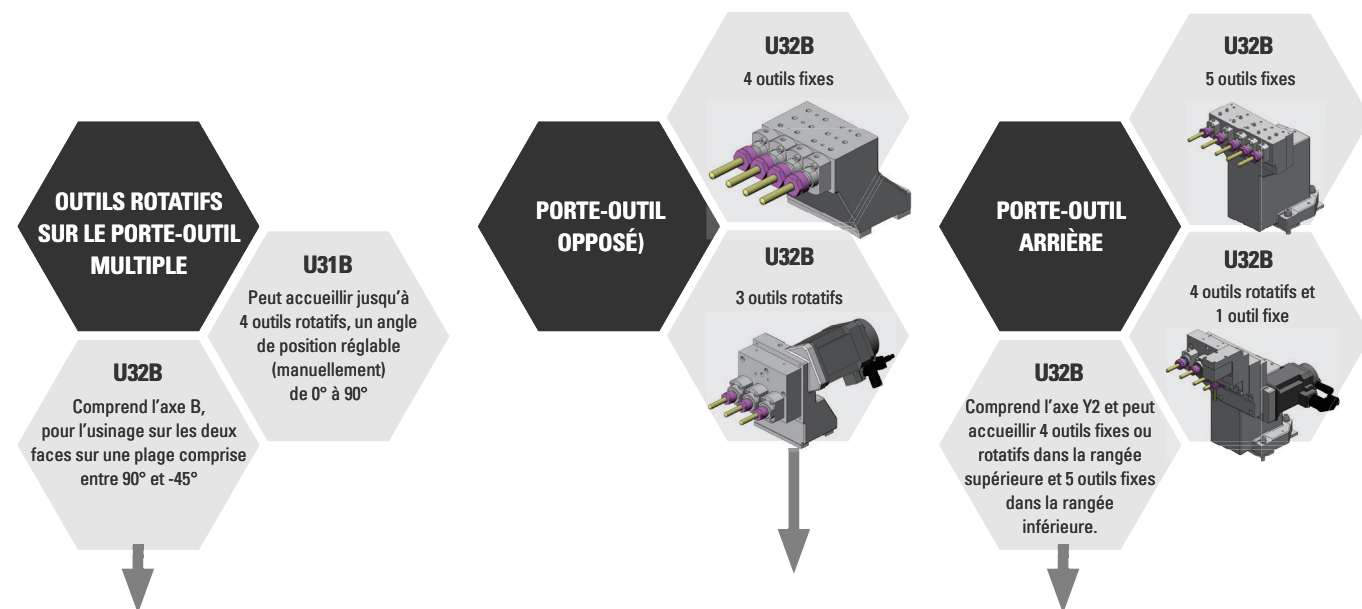 OUTILS ROTATIFS
SUR LE PORTE-OUTIL
MULTIPLE
U31B
Peut accueillir jusqu’à
4 outils rotatifs, un angle
de position réglable
(manuellement)
de 0° à 90°
U32B
Comprend l’axe B,
pour l’usinage sur les deux
faces sur une plage comprise
entre 90° et -45°
PORTE-OUTIL
OPPOSÉ)
U32B
4 outils fixes
U32B
3 outils rotatifs
PORTE-OUTIL
ARRIÈRE
U32B
5 outils fixes
U32B
4 outils rotatifs et
1 outil fixe
U32B
Comprend l’axe Y2 et peut
accueillir 4 outils fixes ou
rotatifs dans la rangée
supérieure et 5 outils fixes
dans la rangée
inférieure.